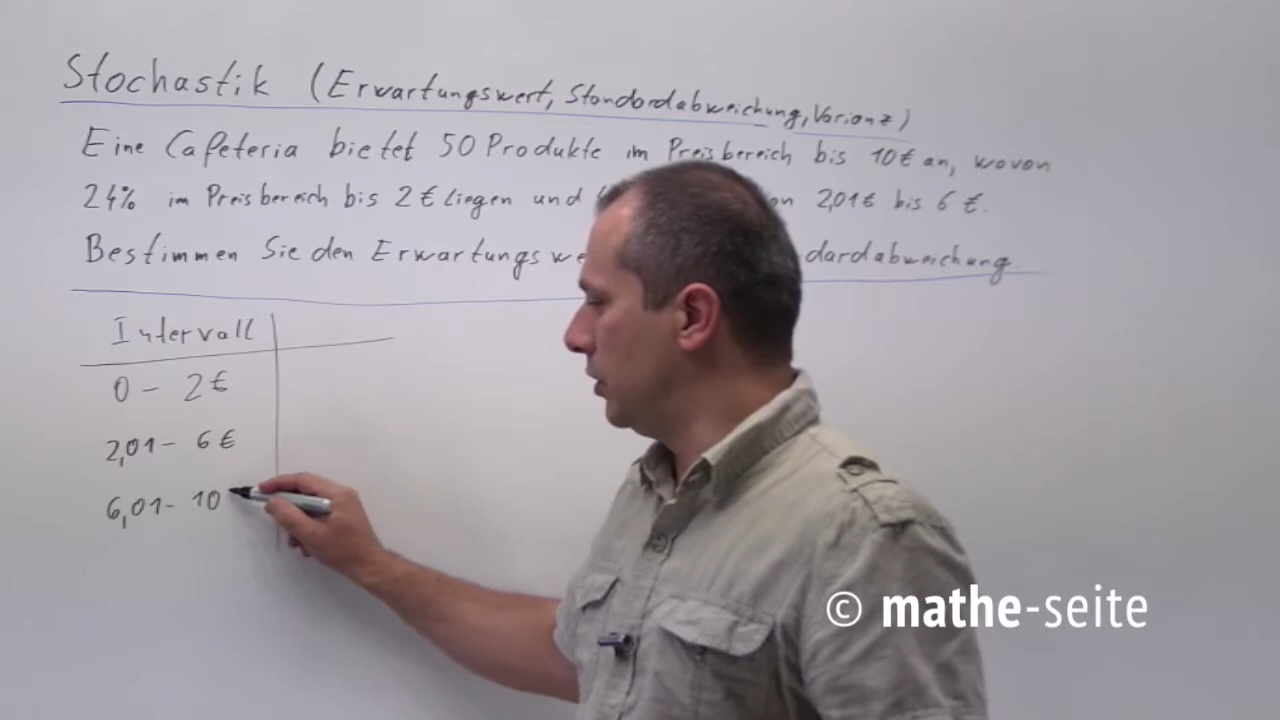 Stochastik (Erwartungswert, Standardabweichung, Varianz)
Eine Cafeteria bietet 50 Produkte im Preisbereich bis 10€ an, wovon
24% im Preisbereich bis 2€ liegen und 2,01€ bis 6€.
Bestimmen Sie den Erwartungswe dardabweichung.
Intervall
0 - 2€
2,01 - 6€
6,01 - 10
© mathe-seite